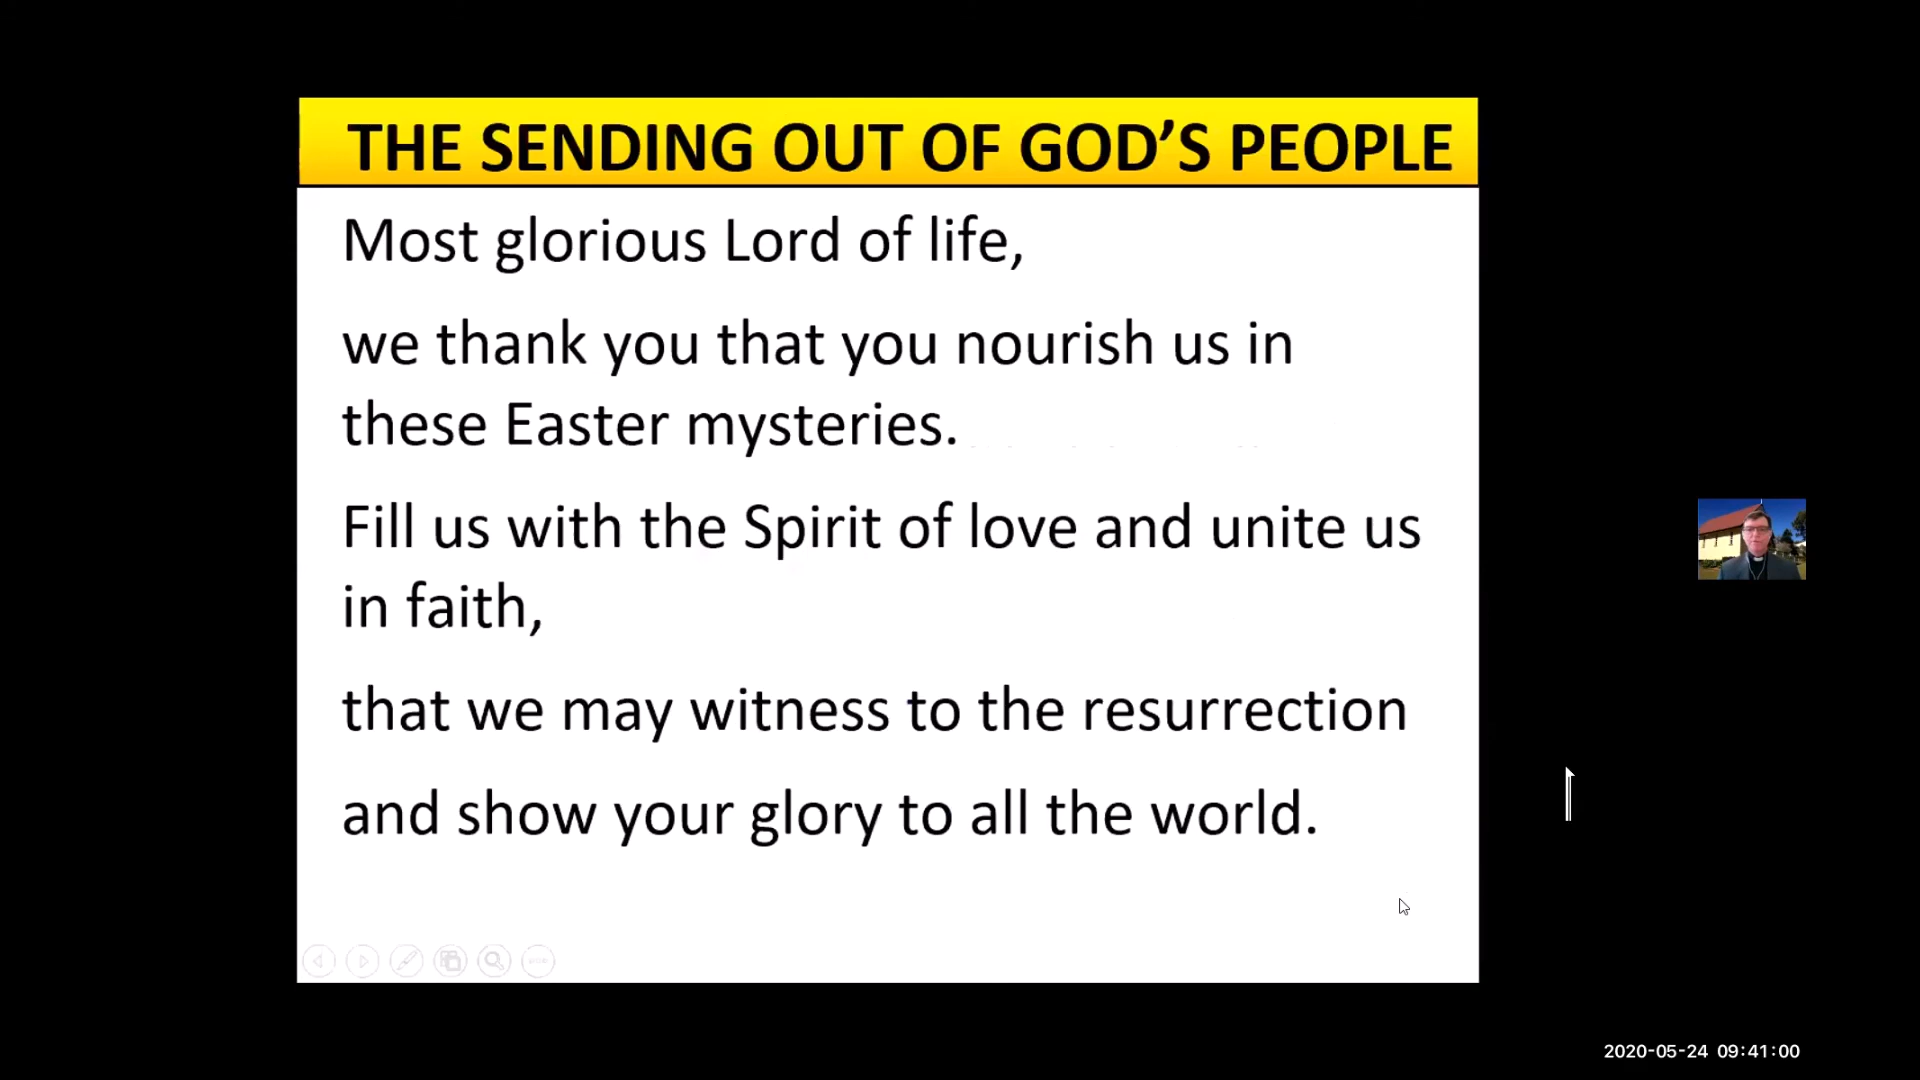 THE SENDING OUT OF GOD’S PEOPLE
Most glorious Lord of life,
we thank you that you nourish us in
these Easter mysteries.
Fill us with the Spirit of love and unite us
in faith,
that we may witness to the resurrection
and show your glory to all the world.
2020-05-24 09:41:00